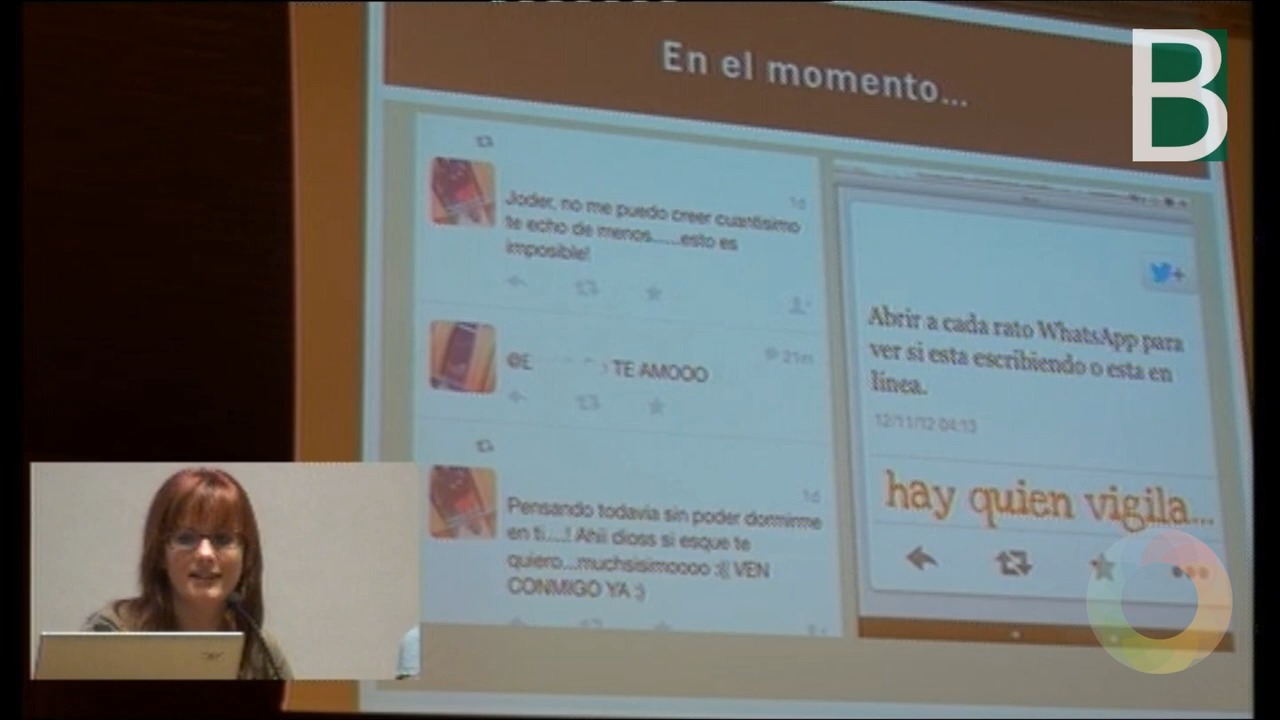 En el momento...
B
1d
Joder, no me puedo creer cuantisimo
te echo de menos......esto es
imposible!
21m
@E TE AMOOO
1d
Pensando todavia sin poder dormirme
en ti....! Ahii dioss si esque te
quiero...muchsisimoooo :(( VEN
CONMIGO YA :)
Abrir a cada rato WhatsApp para
ver si esta escribiendo o esta en
línea.
12/11/12 04:13
hay quien vigila...